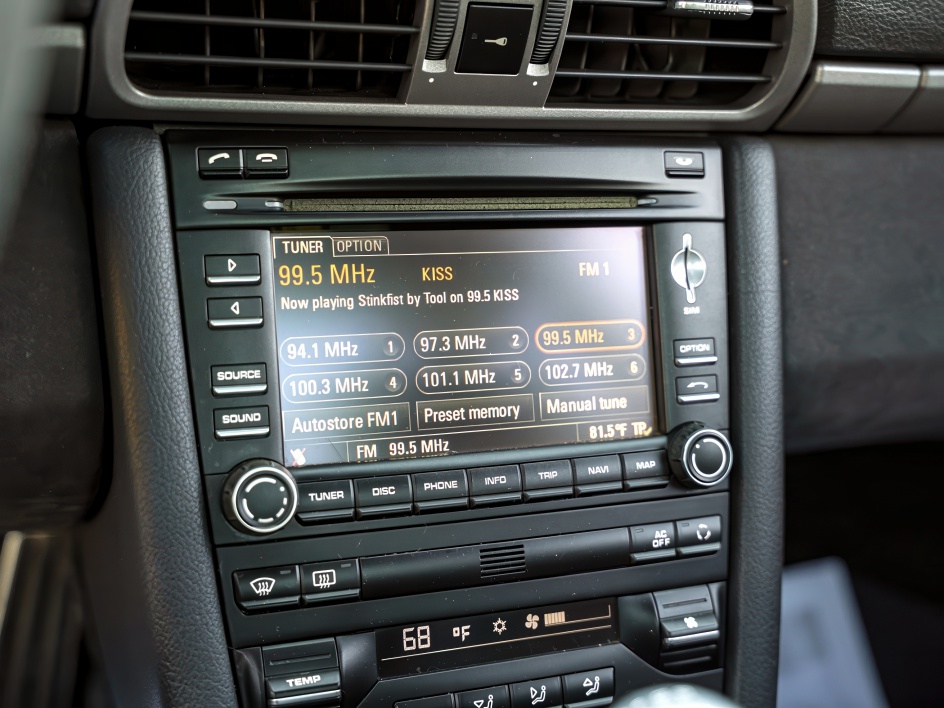 TUNER OPTION
99.5 MHz KISS FM 1
Now playing Stinkfist by Tool on 99.5 KISS
94.1 MHz 1 97.3 MHz 2 99.5 MHz 3
100.3 MHz 4 101.1 MHz 5 102.7 MHz 6
Autostore FM1 Preset memory Manual tune
FM 99.5 MHz 81.5°F TP
SIM
OPTION
SOURCE
SOUND
TUNER DISC PHONE INFO TRIP NAVI MAP
AC OFF
68 °F
TEMP